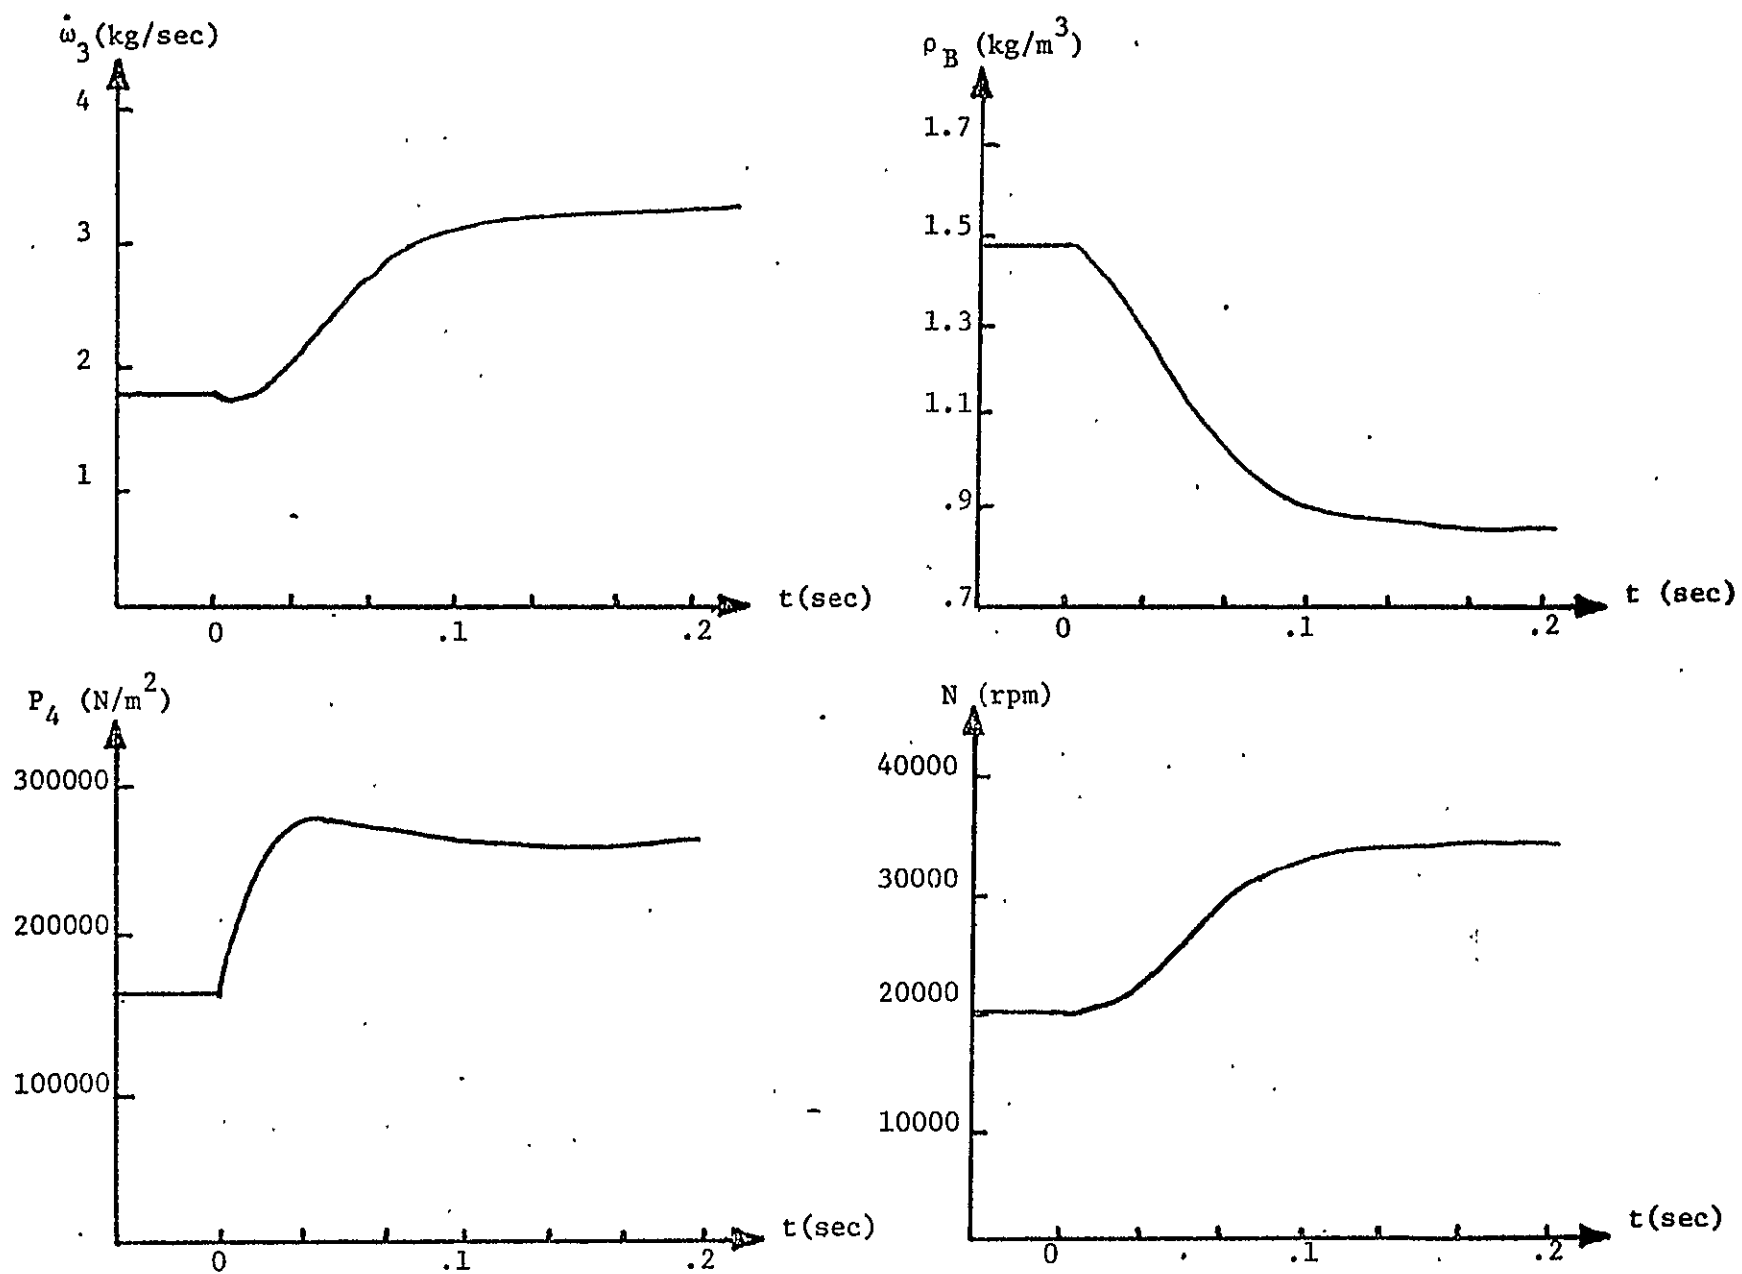 ω̇₃ (kg/sec)
4
3
2
1
0 .1 .2
t(sec)
ρ_B (kg/m³)
1.7
1.5
1.3
1.1
.9
.7
0 .1 .2
t (sec)
P₄ (N/m²)
300000
200000
100000
0 .1 .2
t(sec)
N (rpm)
40000
30000
20000
10000
0 .1 .2
t(sec)